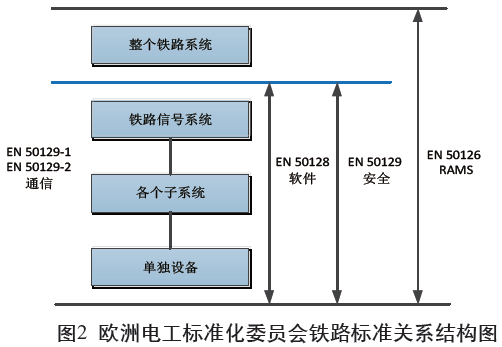 整个铁路系统
铁路信号系统
各个子系统
单独设备
EN 50129-1
EN 50129-2
通信
EN 50128
软件
EN 50129
安全
EN 50126
RAMS
图2 欧洲电工标准化委员会铁路标准关系结构图